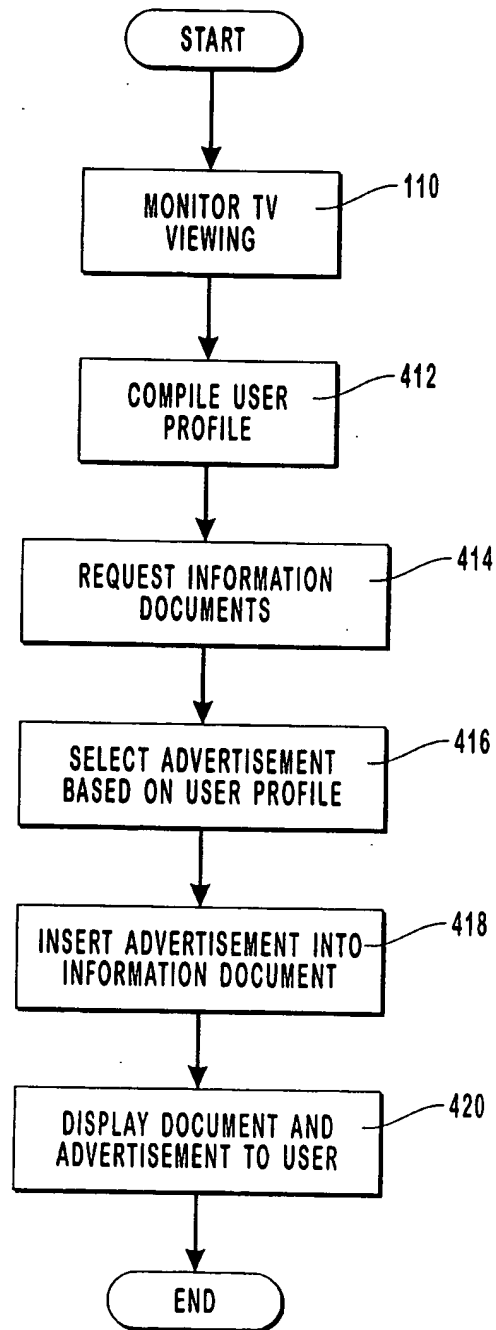 START
110
MONITOR TV
VIEWING
412
COMPILE USER
PROFILE
414
REQUEST INFORMATION
DOCUMENTS
416
SELECT ADVERTISEMENT
BASED ON USER PROFILE
418
INSERT ADVERTISEMENT INTO
INFORMATION DOCUMENT
420
DISPLAY DOCUMENT AND
ADVERTISEMENT TO USER
END